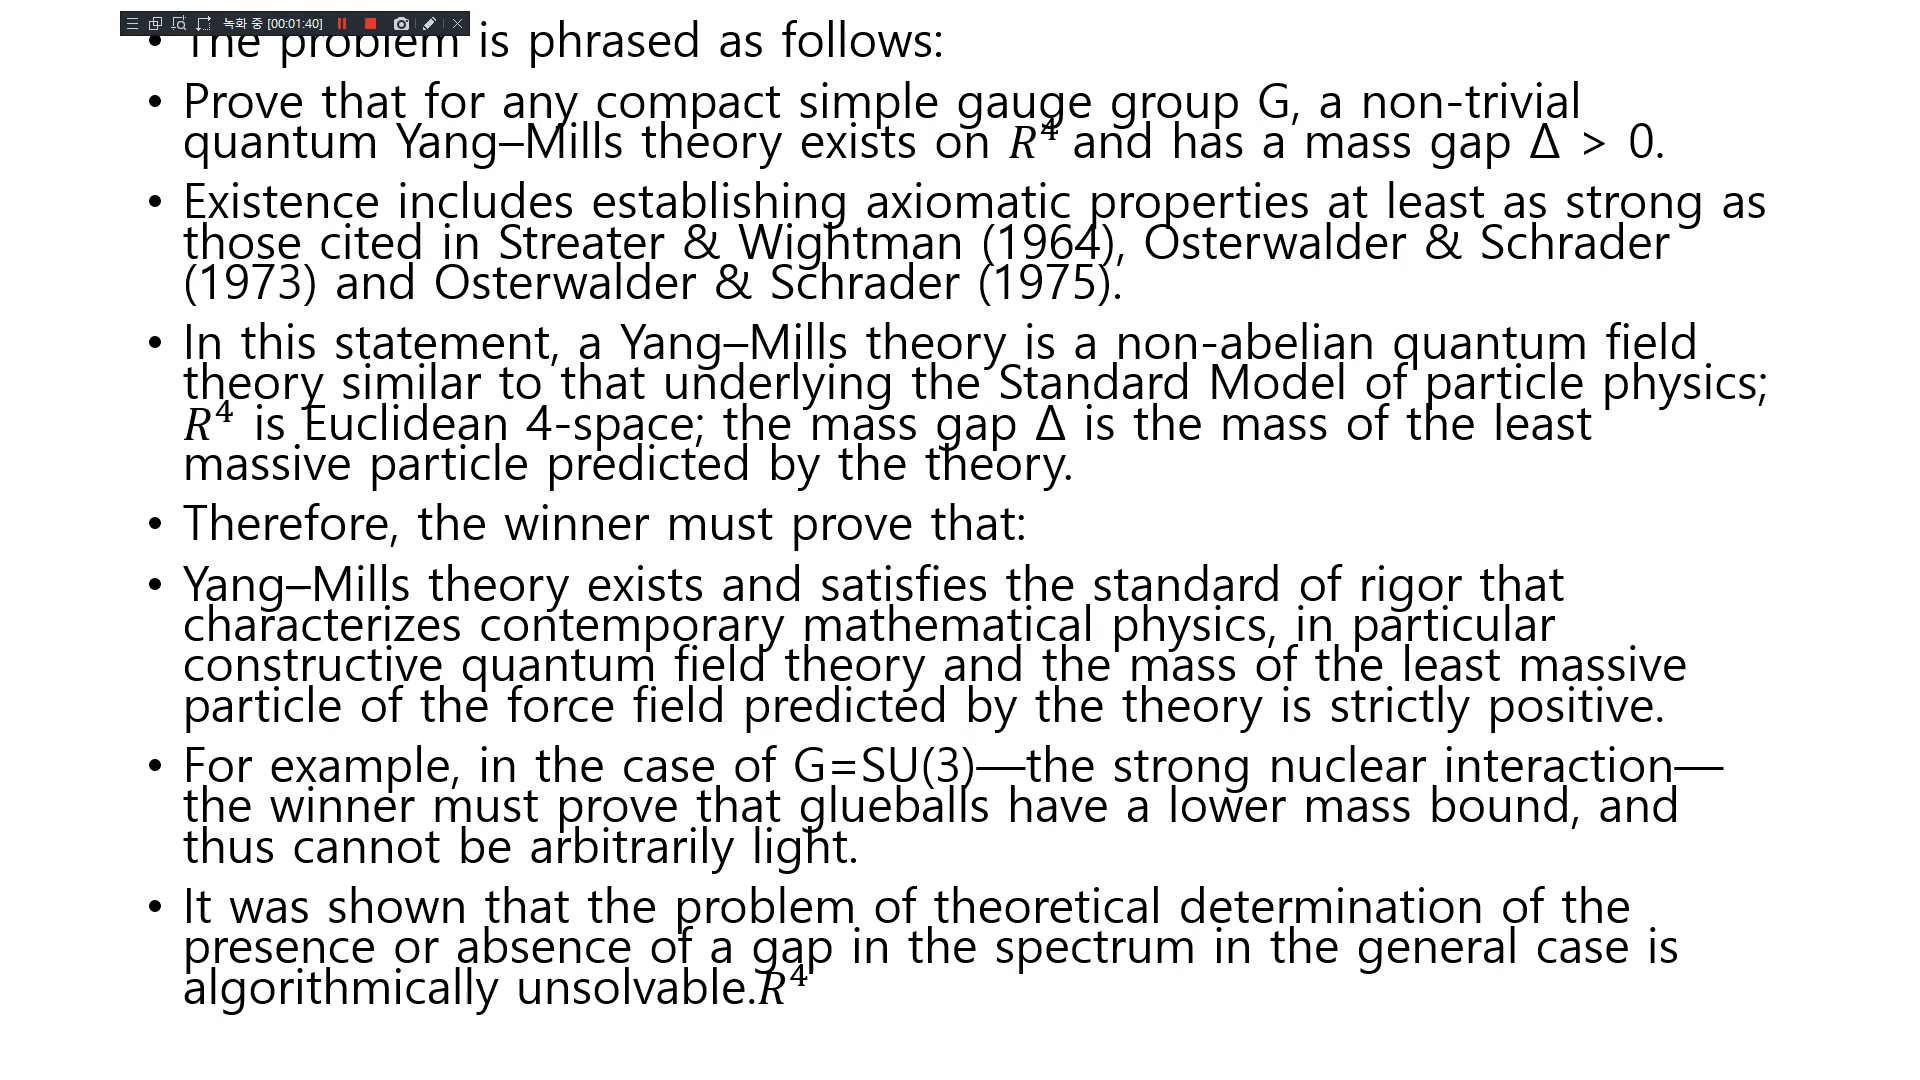 녹화 중 [00:01:40]
• The problem is phrased as follows:
• Prove that for any compact simple gauge group G, a non-trivial
quantum Yang–Mills theory exists on R⁴ and has a mass gap Δ > 0.
• Existence includes establishing axiomatic properties at least as strong as
those cited in Streater & Wightman (1964), Osterwalder & Schrader
(1973) and Osterwalder & Schrader (1975).
• In this statement, a Yang–Mills theory is a non-abelian quantum field
theory similar to that underlying the Standard Model of particle physics;
R⁴ is Euclidean 4-space; the mass gap Δ is the mass of the least
massive particle predicted by the theory.
• Therefore, the winner must prove that:
• Yang–Mills theory exists and satisfies the standard of rigor that
characterizes contemporary mathematical physics, in particular
constructive quantum field theory and the mass of the least massive
particle of the force field predicted by the theory is strictly positive.
• For example, in the case of G=SU(3)—the strong nuclear interaction—
the winner must prove that glueballs have a lower mass bound, and
thus cannot be arbitrarily light.
• It was shown that the problem of theoretical determination of the
presence or absence of a gap in the spectrum in the general case is
algorithmically unsolvable.R⁴